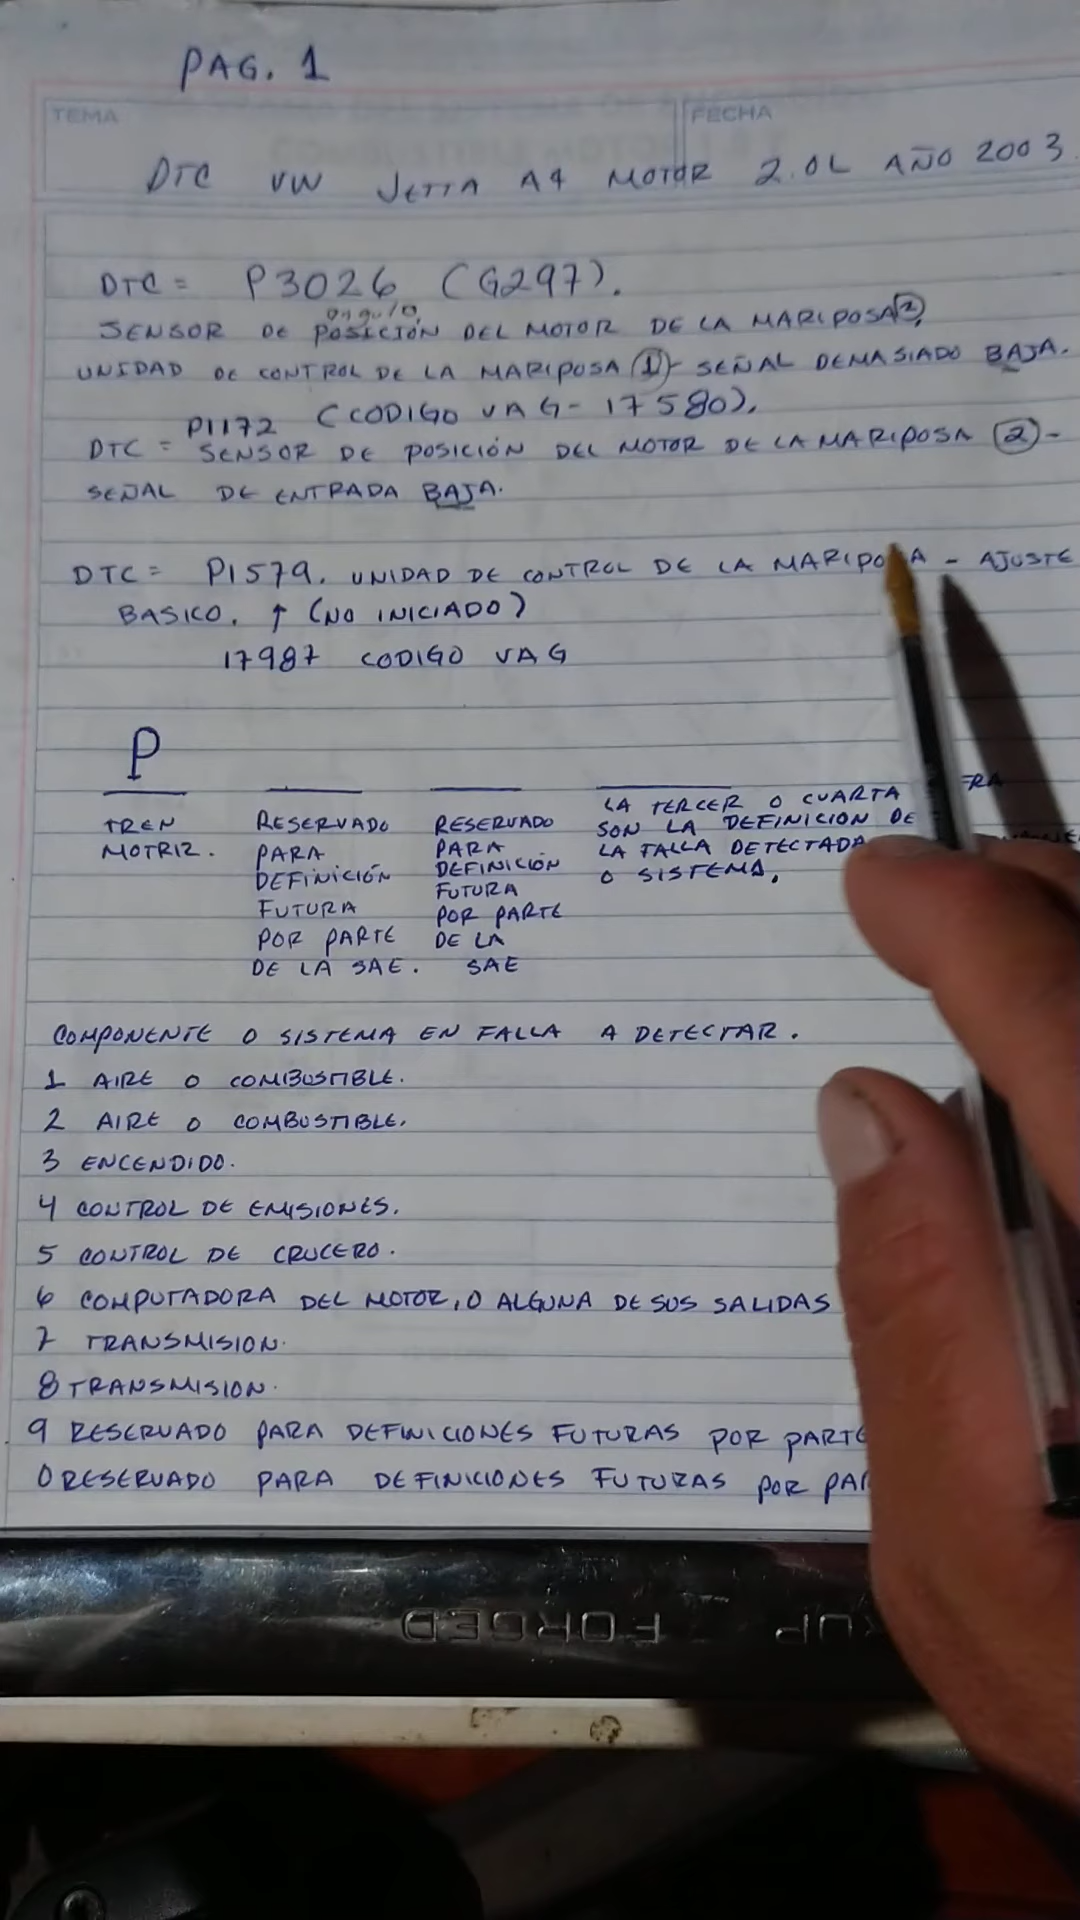 PAG. 1
TEMA
FECHA
DTC VW JETTA A4 MOTOR 2.0L AÑO 2003
DTC = P3026 (G297).
angulo
SENSOR DE POSICIÓN DEL MOTOR DE LA MARIPOSA 2,
UNIDAD DE CONTROL DE LA MARIPOSA (1)- SEÑAL DEMASIADO BAJA.
P1172 (CODIGO VAG-17580).
DTC = SENSOR DE POSICIÓN DEL MOTOR DE LA MARIPOSA (2)-
SEÑAL DE ENTRADA BAJA.
DTC = P1579. UNIDAD DE CONTROL DE LA MARIPOSA - AJUSTE
BASICO. ↑ (NO INICIADO)
17987 CODIGO VAG
P
TREN
MOTRIZ.
RESERVADO
PARA
DEFINICIÓN
FUTURA
POR PARTE
DE LA SAE.
RESERVADO
PARA
DEFINICIÓN
FUTURA
POR PARTE
DE LA
SAE
LA TERCER O CUARTA
SON LA DEFINICION DE
LA FALLA DETECTADA
O SISTEMA.
COMPONENTE O SISTEMA EN FALLA A DETECTAR.
1 AIRE O COMBUSTIBLE.
2 AIRE O COMBUSTIBLE.
3 ENCENDIDO.
4 CONTROL DE EMISIONES.
5 CONTROL DE CRUCERO.
6 COMPUTADORA DEL MOTOR, O ALGUNA DE SUS SALIDAS
7 TRANSMISION.
8 TRANSMISION.
9 RESERVADO PARA DEFINICIONES FUTURAS POR PARTE
0 RESERVADO PARA DEFINICIONES FUTURAS POR PAR
FORGED